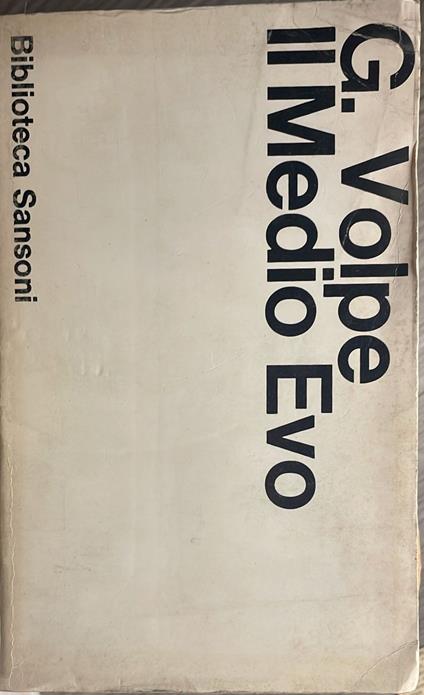 G. Volpe
Il Medio Evo
Biblioteca Sansoni